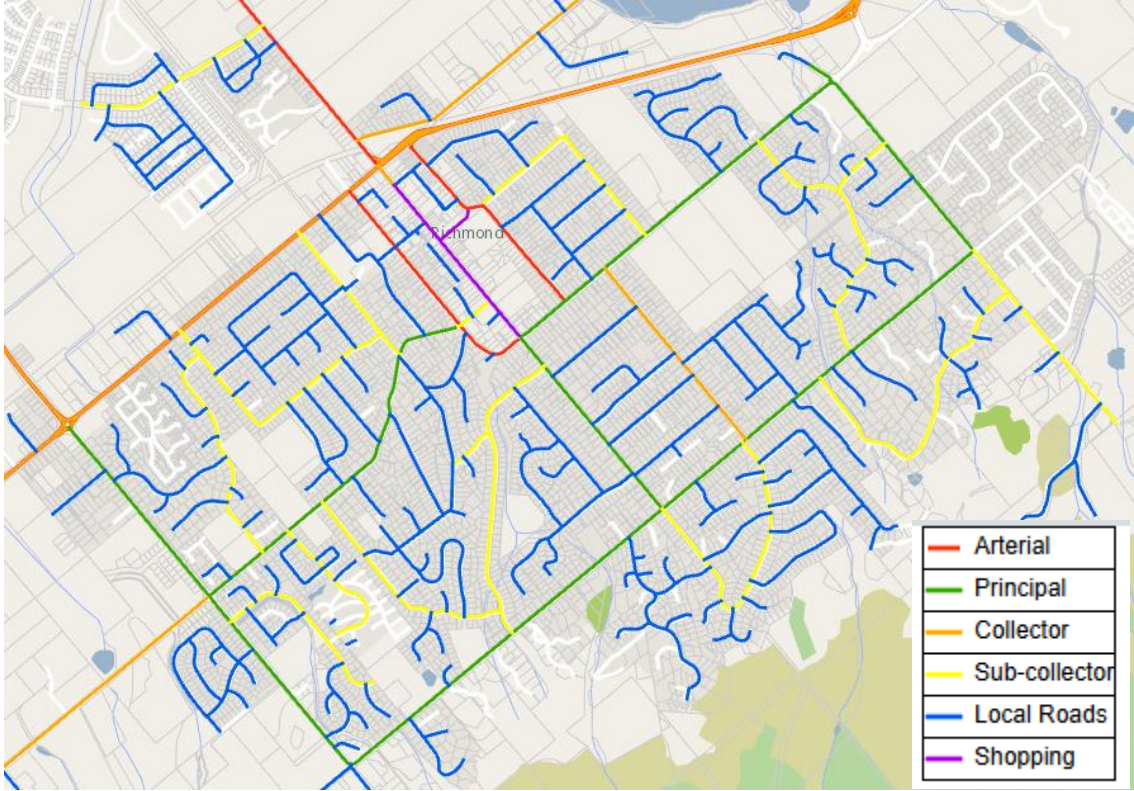 Richmond
Arterial
Principal
Collector
Sub-collector
Local Roads
Shopping